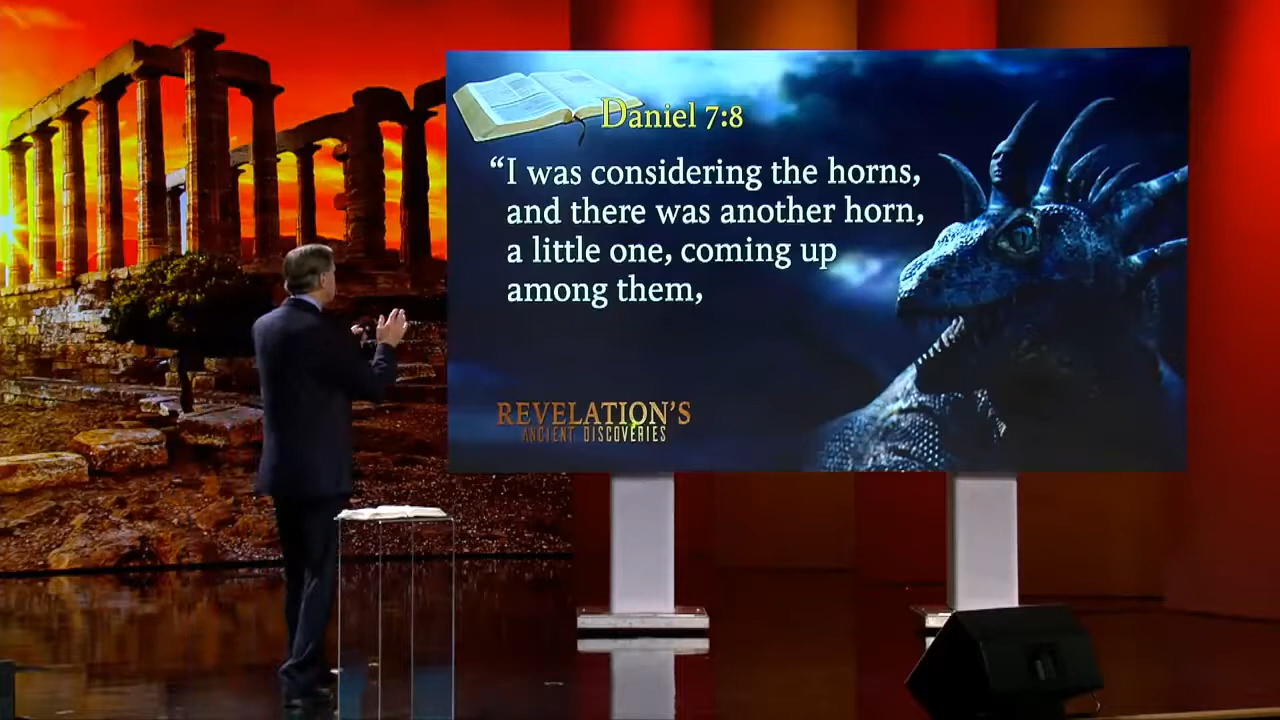 Daniel 7:8
“I was considering the horns,
and there was another horn,
a little one, coming up
among them,
REVELATION'S
ANCIENT DISCOVERIES